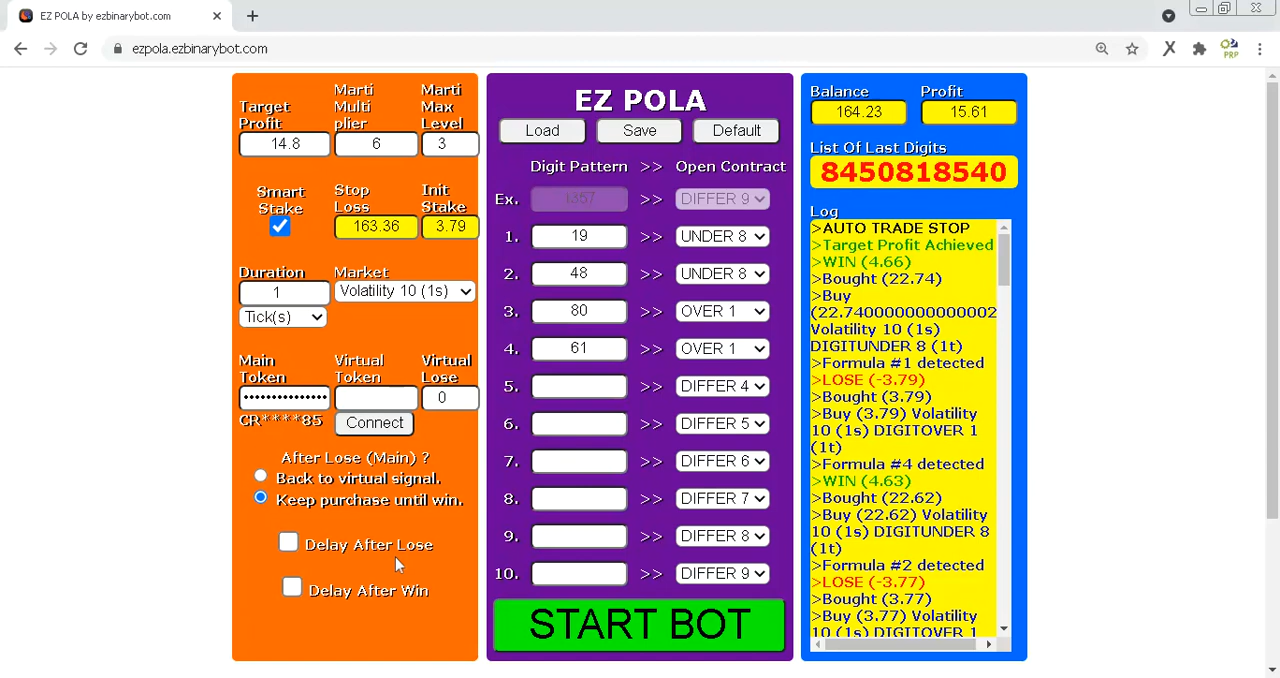 EZ POLA by ezbinarybot.com
ezpola.ezbinarybot.com
PRP
Target Profit
Marti Multi plier
Marti Max Level
14.8
6
3
Smart Stake
Stop Loss
Init Stake
163.36
3.79
Duration
Market
1
Volatility 10 (1s)
Tick(s)
Main Token
Virtual Token
Virtual Lose
••••••••••••••
0
CR****85
Connect
After Lose (Main) ?
Back to virtual signal.
Keep purchase until win.
Delay After Lose
Delay After Win
EZ POLA
Load Save Default
Digit Pattern >> Open Contract
Ex. >> DIFFER 9
1. 19 >> UNDER 8
2. 48 >> UNDER 8
3. 80 >> OVER 1
4. 61 >> OVER 1
5. >> DIFFER 4
6. >> DIFFER 5
7. >> DIFFER 6
8. >> DIFFER 7
9. >> DIFFER 8
10. >> DIFFER 9
START BOT
Balance Profit
164.23 15.61
List Of Last Digits
8450818540
Log
>AUTO TRADE STOP
>Target Profit Achieved
>WIN (4.66)
>Bought (22.74)
>Buy
(22.740000000000002
Volatility 10 (1s)
DIGITUNDER 8 (1t)
>Formula #1 detected
>LOSE (-3.79)
>Bought (3.79)
>Buy (3.79) Volatility
10 (1s) DIGITOVER 1
(1t)
>Formula #4 detected
>WIN (4.63)
>Bought (22.62)
>Buy (22.62) Volatility
10 (1s) DIGITUNDER 8
(1t)
>Formula #2 detected
>LOSE (-3.77)
>Bought (3.77)
>Buy (3.77) Volatility
10 (1s) DIGITOVER 1